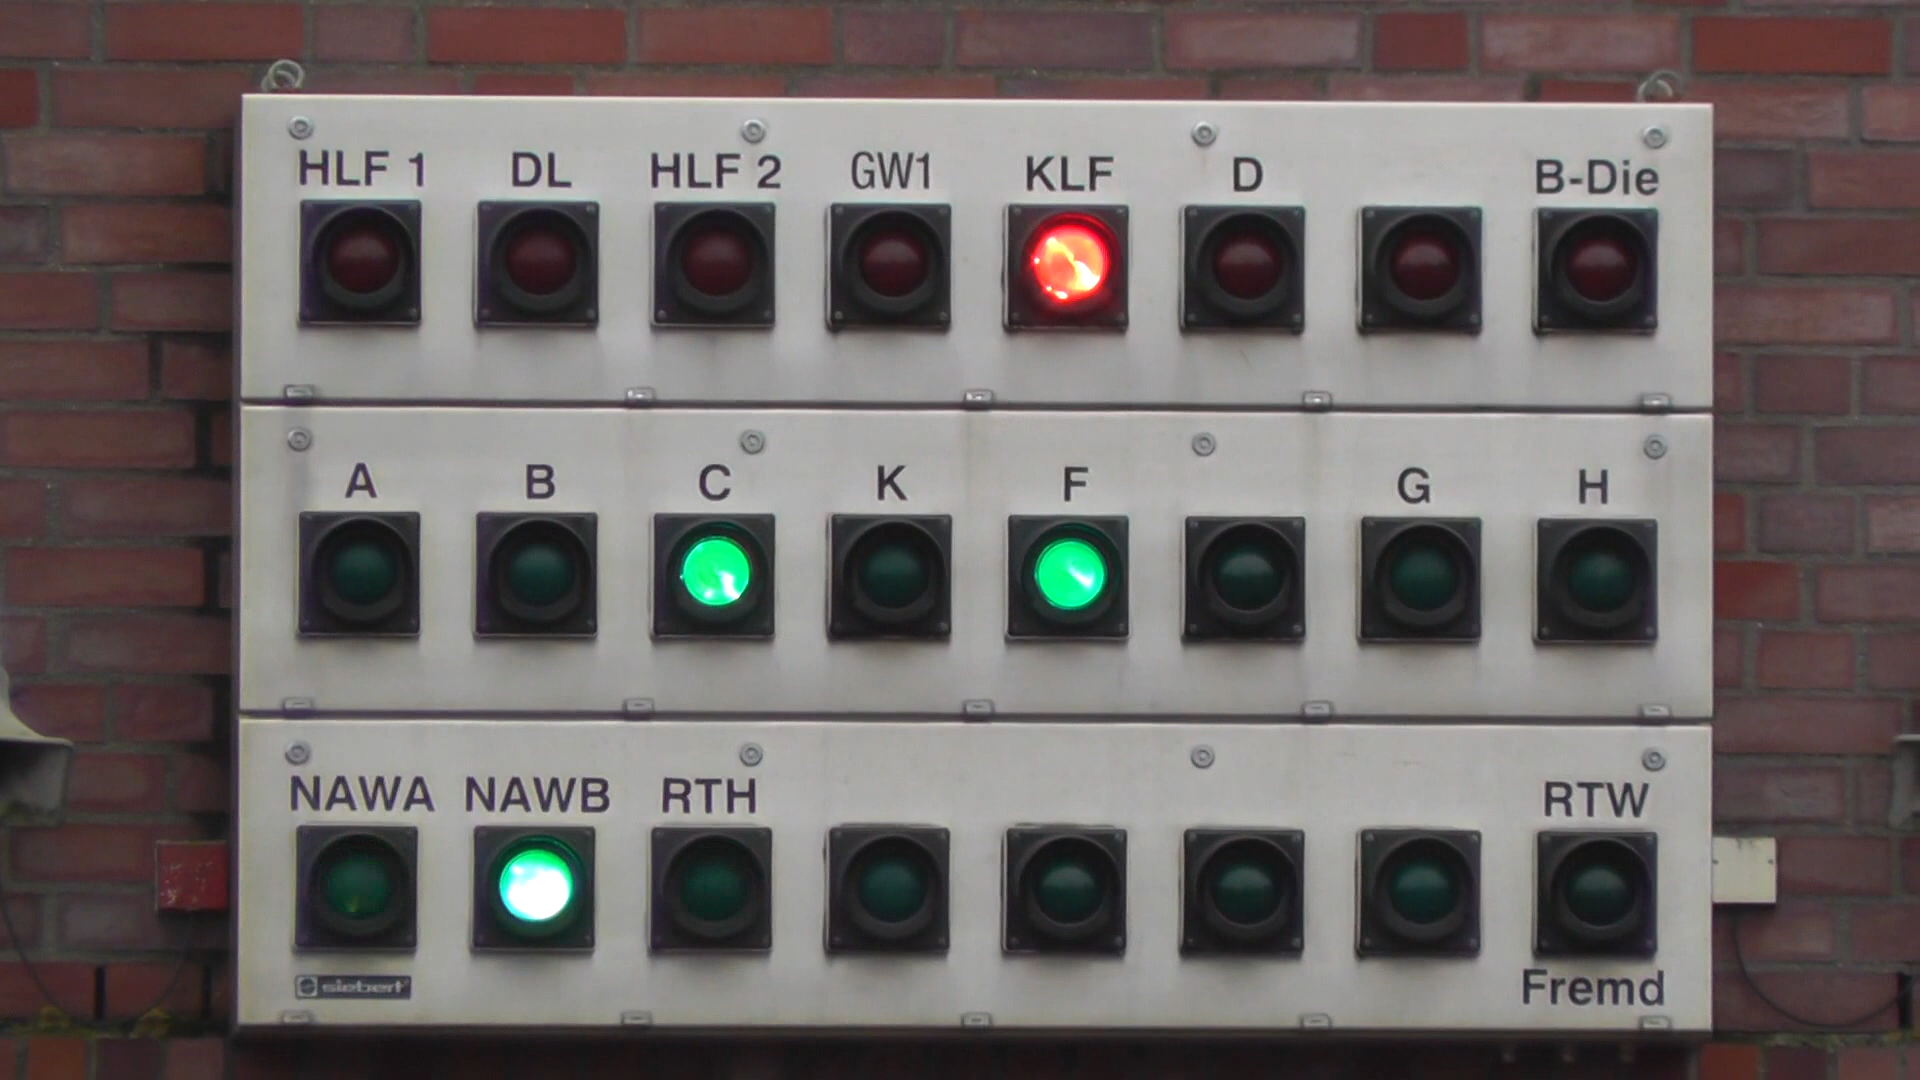 HLF 1 DL HLF 2 GW1 KLF D B-Die
A B C K F G H
NAWA NAWB RTH RTW
siebert
Fremd